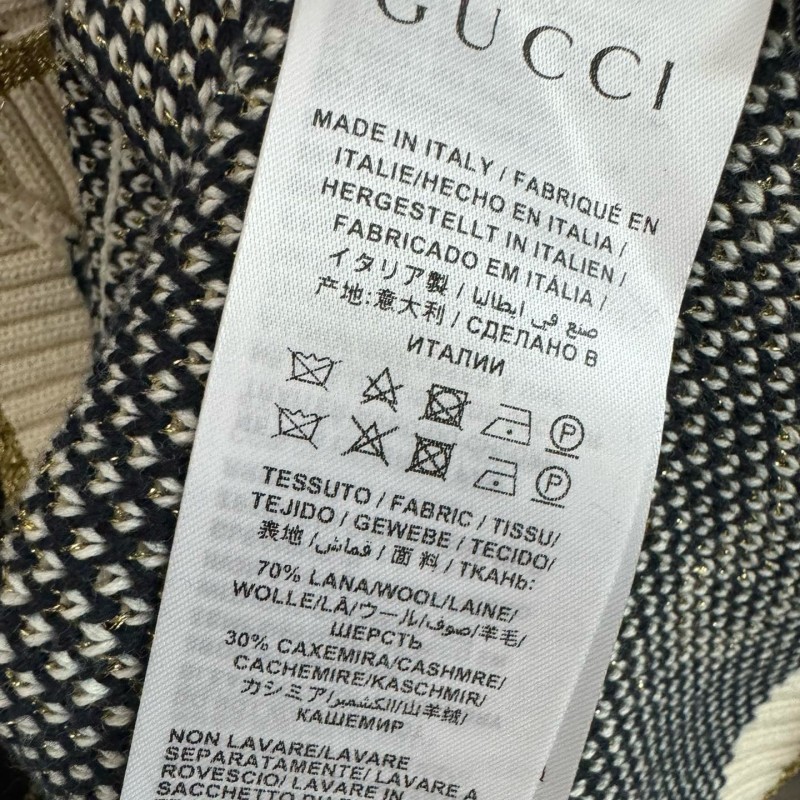 GUCCI
MADE IN ITALY / FABRIQUÉ EN
ITALIE/HECHO EN ITALIA /
HERGESTELLT IN ITALIEN /
FABRICADO EM ITÁLIA /
イタリア製 / صنع في ايطاليا /
产地:意大利 / СДЕЛАНО В
ИТАЛИИ
P
P
TESSUTO / FABRIC / TISSU/
TEJIDO / GEWEBE / TECIDO/
表地 /قماش/ 面 料 / ТКАНЬ:
70% LANA/WOOL/LAINE/
WOLLE/LÃ/ウール/صوف/羊毛/
ШЕРСТЬ
30% CAXEMIRA/CASHMRE/
CACHEMIRE/KASCHMIR/
カシミア/الكشمير/山羊绒/
КАШЕМИР
NON LAVARE/LAVARE
SEPARATAMENTE/ LAVARE A
ROVESCIO/ LAVARE IN
SACCHETTO